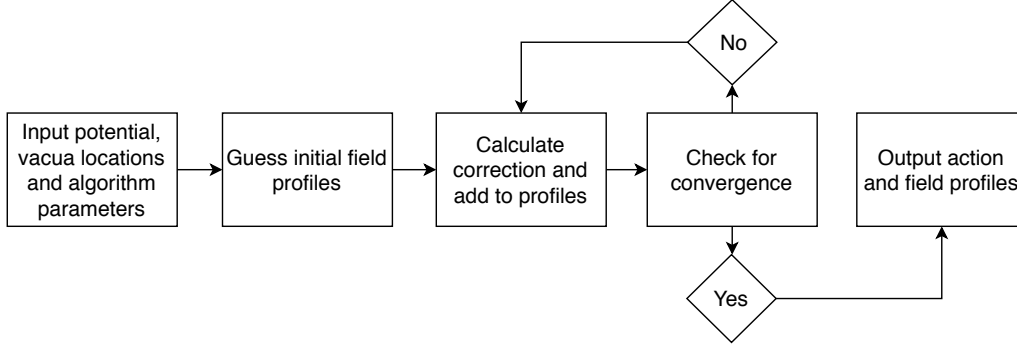 No
Input potential,
vacua locations
and algorithm
parameters
Guess initial field
profiles
Calculate
correction and
add to profiles
Check for
convergence
Output action
and field profiles
Yes